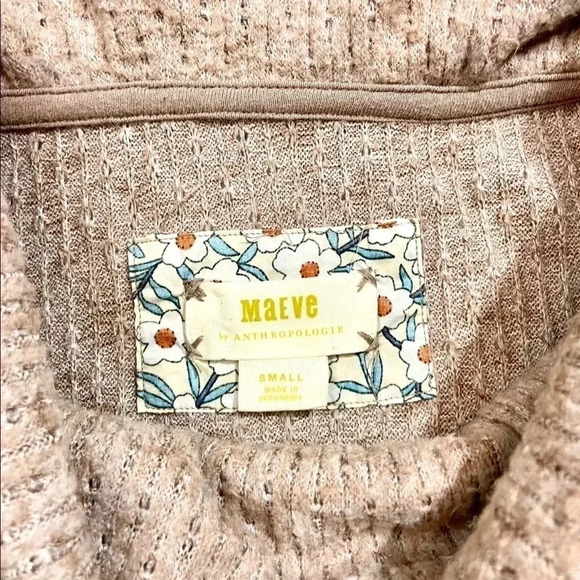 MaEVe
by ANTHROPOLOGIE
SMALL
MADE IN
INDONESIA